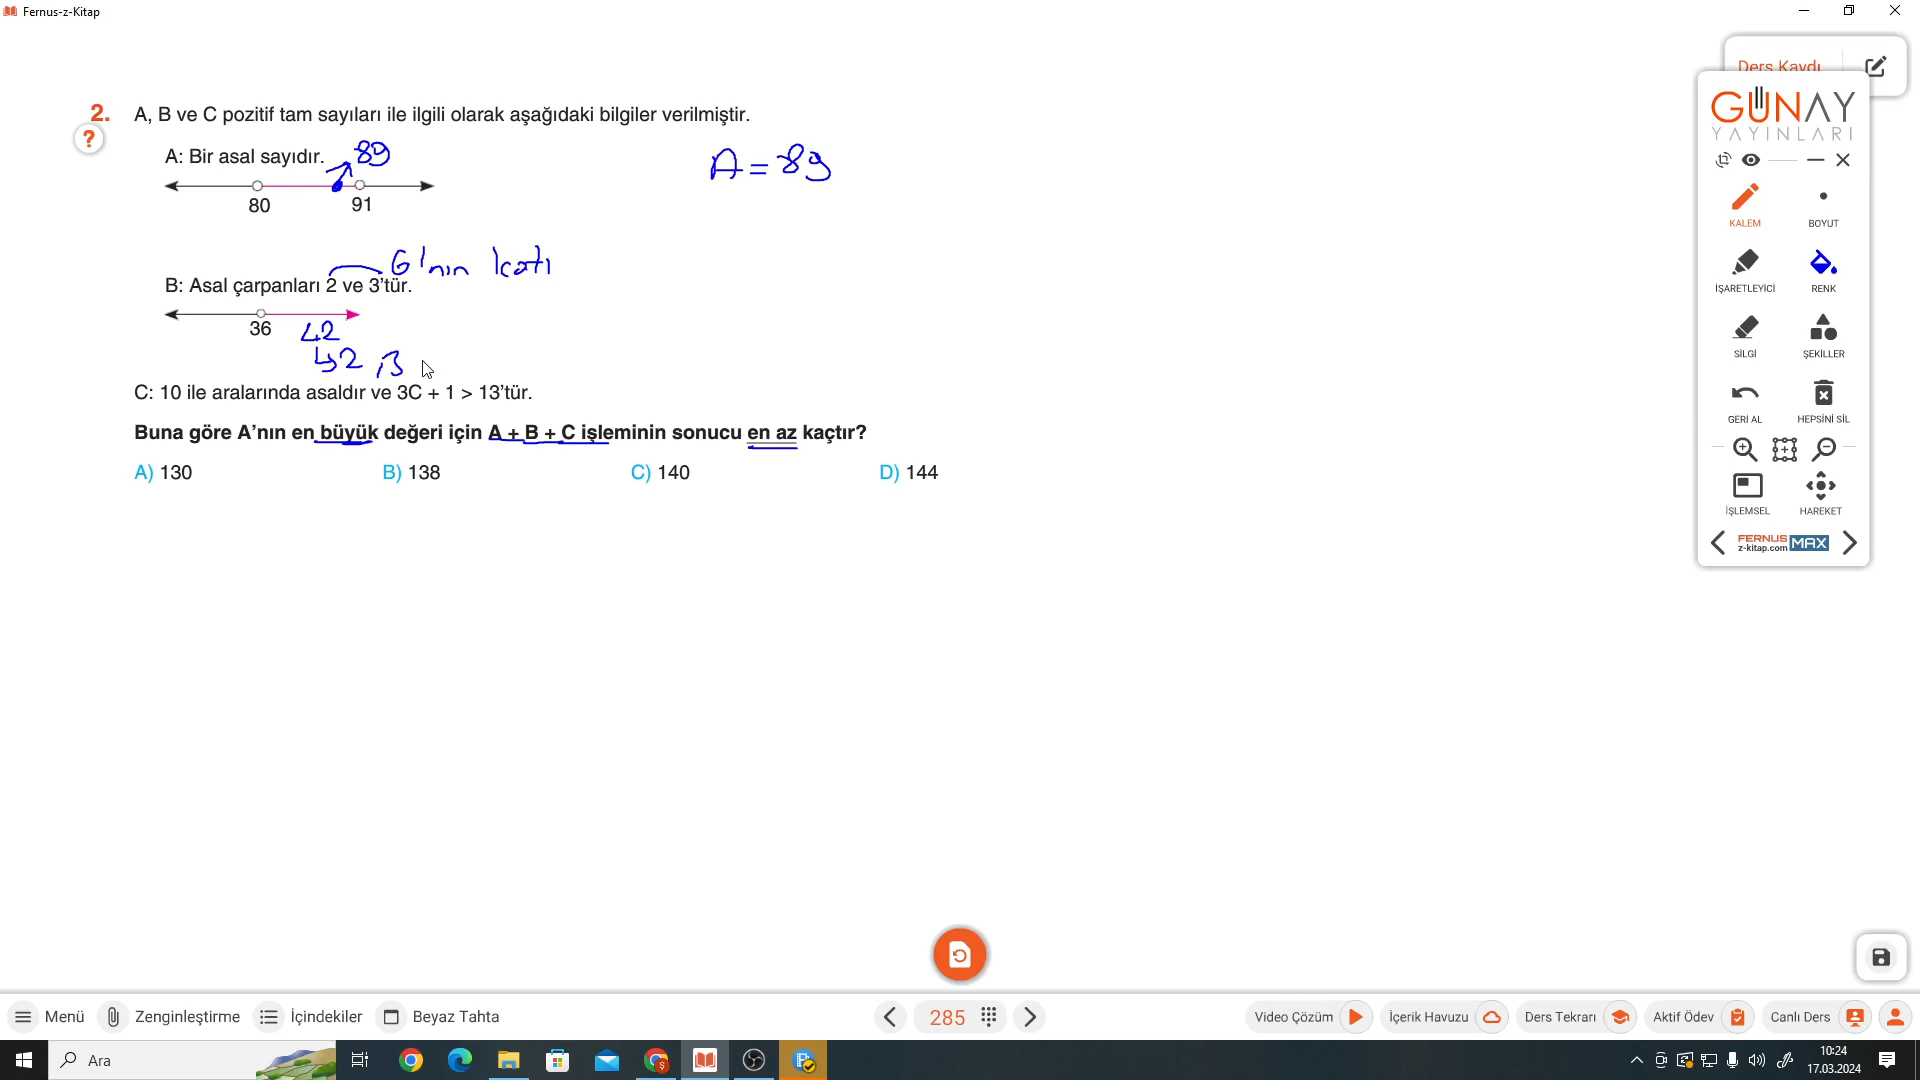 Fernus-z-Kitap
Ders Kaydı
2. A, B ve C pozitif tam sayıları ile ilgili olarak aşağıdaki bilgiler verilmiştir.
?
A: Bir asal sayıdır.
89
A = 89
80 91
6'nın katı
B: Asal çarpanları 2 ve 3'tür.
36
42
42 B
C: 10 ile aralarında asaldır ve 3C + 1 > 13'tür.
Buna göre A'nın en büyük değeri için A + B + C işleminin sonucu en az kaçtır?
A) 130 B) 138 C) 140 D) 144
GÜNAY
YAYINLARI
KALEM BOYUT
İŞARETLEYİCİ RENK
SİLGİ ŞEKİLLER
GERİ AL HEPSİNİ SİL
İŞLEMSEL HAREKET
FERNUS
z-kitap.com MAX
Menü Zenginleştirme İçindekiler Beyaz Tahta 285 Video Çözüm İçerik Havuzu Ders Tekrarı Aktif Ödev Canlı Ders
Ara
10:24
17.03.2024